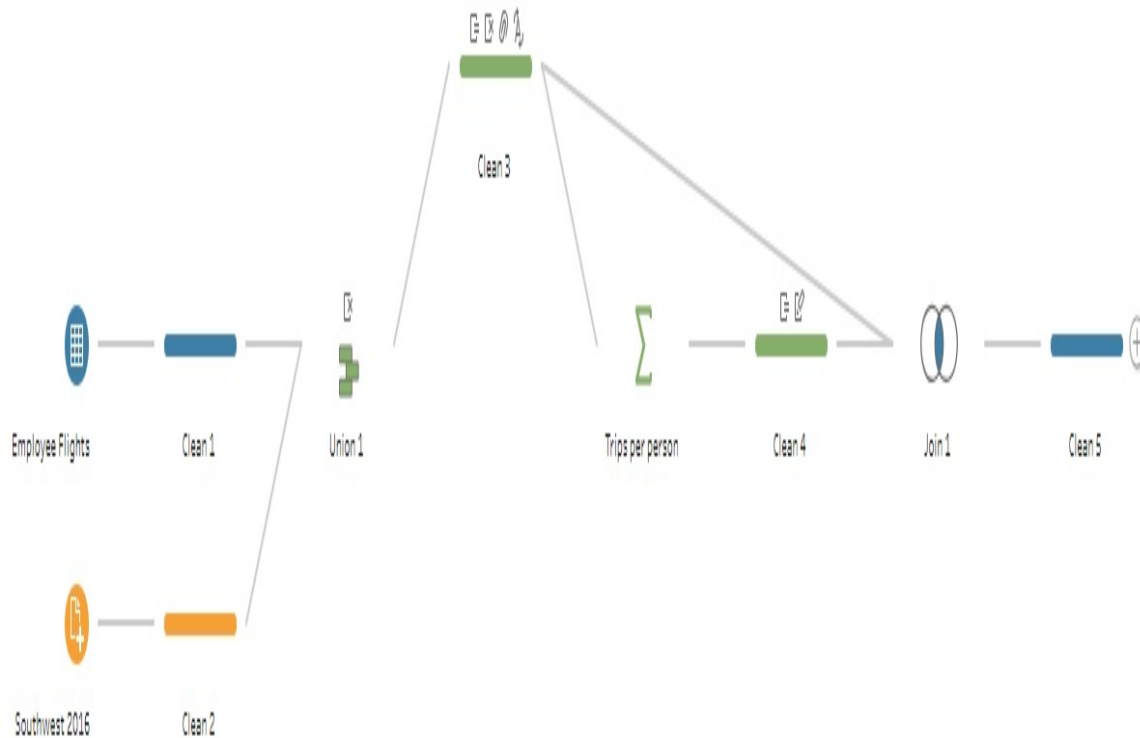 Clean 3
Employee Flights
Clean 1
Union 1
Trips per person
Clean 4
Join 1
Clean 5
Southwest 2016
Clean 2